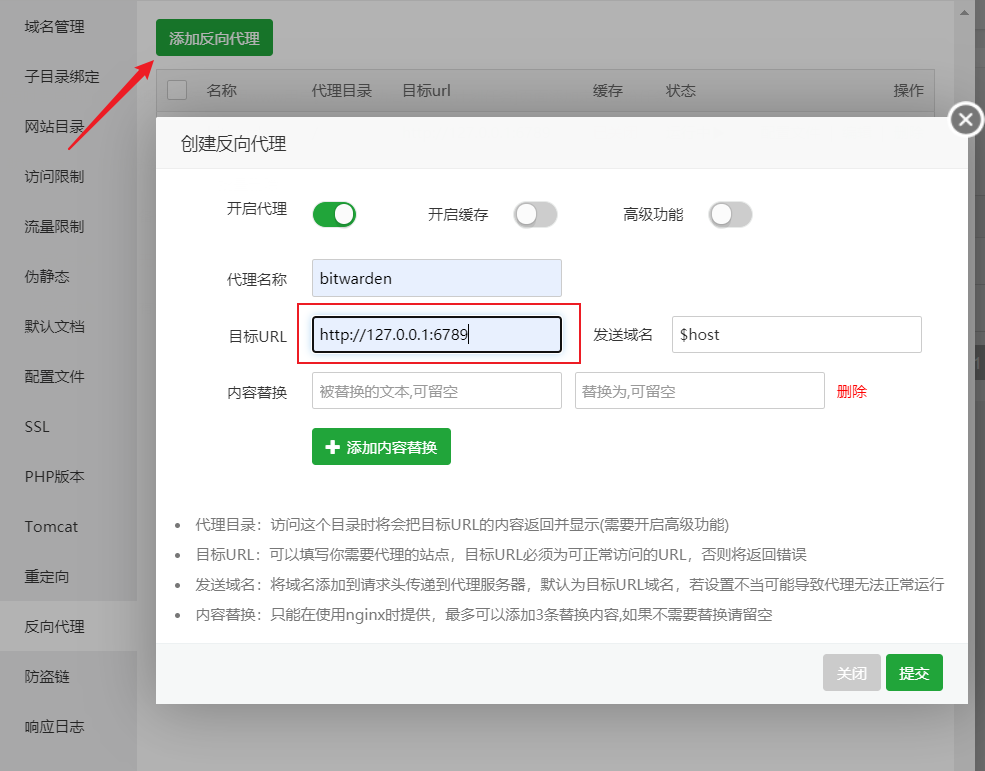 域名管理
子目录绑定
网站目录
访问限制
流量限制
伪静态
默认文档
配置文件
SSL
PHP版本
Tomcat
重定向
反向代理
防盗链
响应日志
添加反向代理
名称 代理目录 目标url 缓存 状态 操作
创建反向代理
开启代理 开启缓存 高级功能
代理名称 bitwarden
目标URL http://127.0.0.1:6789 发送域名 $host
内容替换 被替换的文本,可留空 替换为,可留空 删除
添加内容替换
代理目录：访问这个目录时将会把目标URL的内容返回并显示(需要开启高级功能)
目标URL：可以填写你需要代理的站点，目标URL必须为可正常访问的URL，否则将返回错误
发送域名：将域名添加到请求头传递到代理服务器，默认为目标URL域名，若设置不当可能导致代理无法正常运行
内容替换：只能在使用nginx时提供，最多可以添加3条替换内容,如果不需要替换请留空
关闭 提交
1